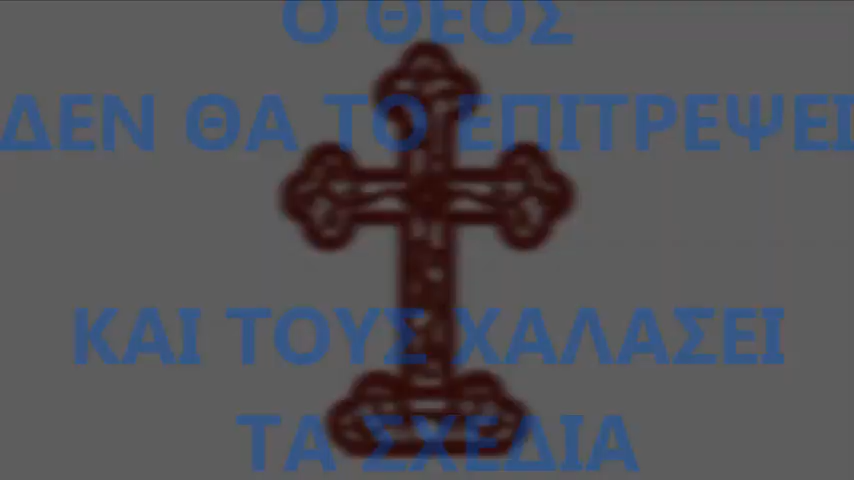 Ο ΘΕΟΣ
ΔΕΝ ΘΑ ΤΟ ΕΠΙΤΡΕΨΕΙ
ΚΑΙ ΤΟΥΣ ΧΑΛΑΣΕΙ
ΤΑ ΣΧΕΔΙΑ